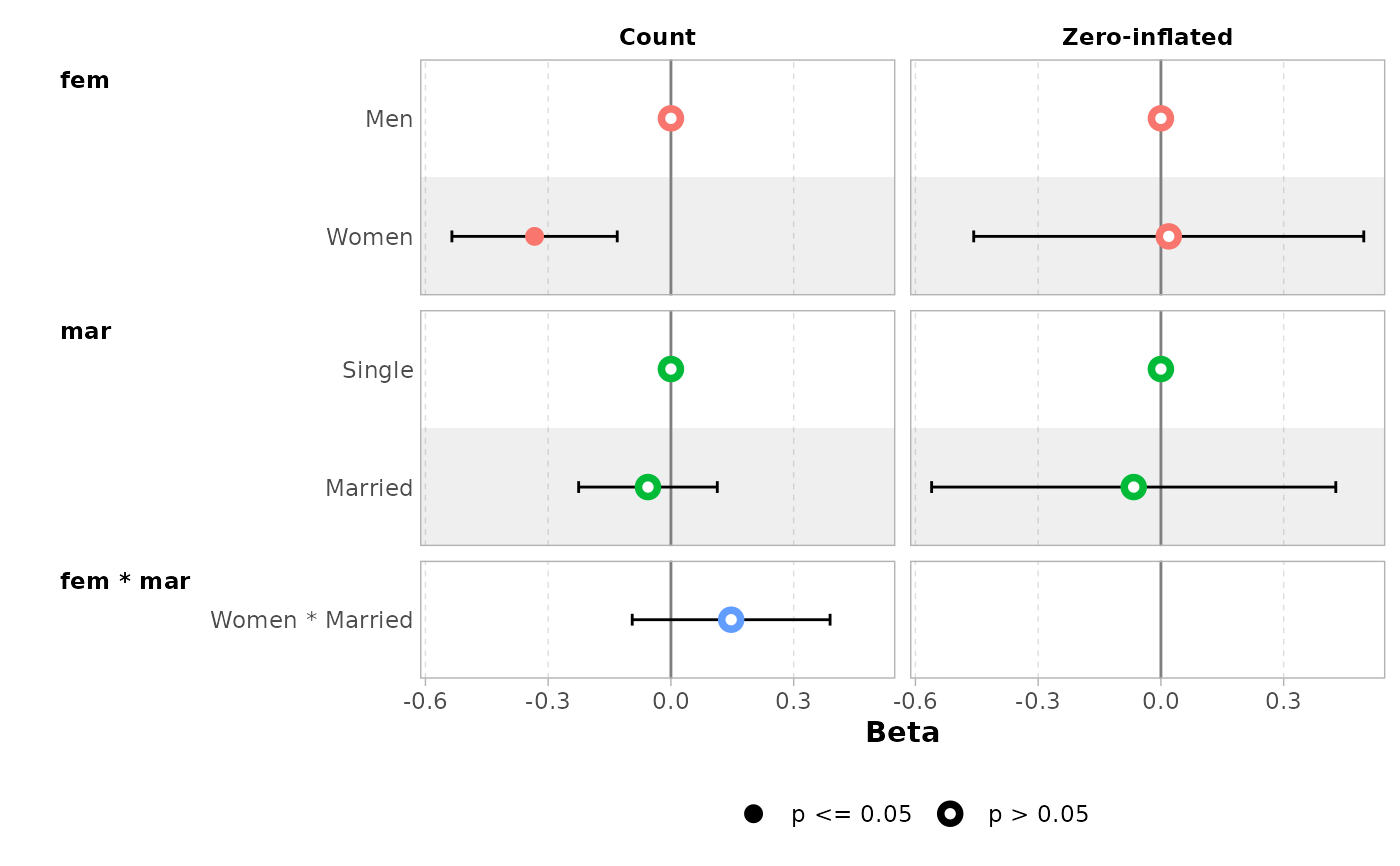 Count Zero-inflated
fem
Men
Women
mar
Single
Married
fem * mar
Women * Married
-0.6 -0.3 0.0 0.3 -0.6 -0.3 0.0 0.3
Beta
p <= 0.05 p > 0.05